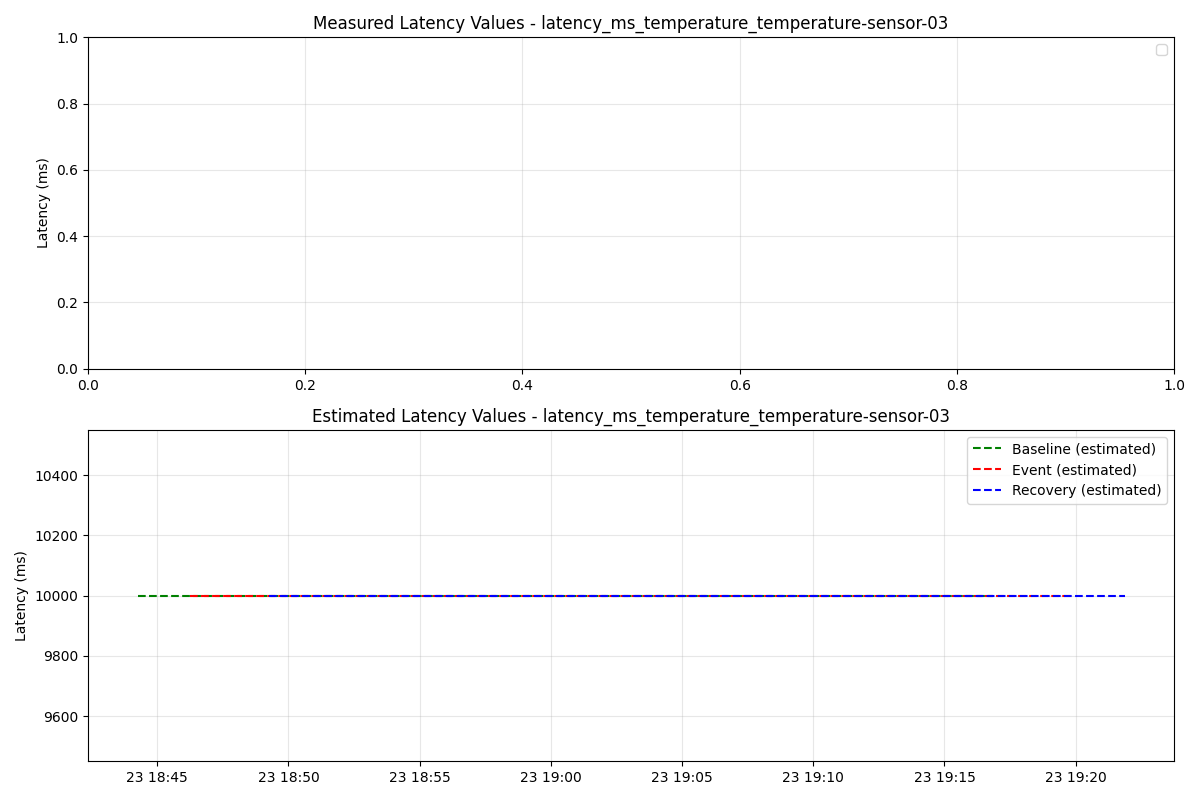 Measured Latency Values - latency_ms_temperature_temperature-sensor-03
1.0
0.8
0.6
0.4
0.2
0.0
Latency (ms)
0.0 0.2 0.4 0.6 0.8 1.0
Estimated Latency Values - latency_ms_temperature_temperature-sensor-03
Baseline (estimated)
Event (estimated)
Recovery (estimated)
10400
10200
10000
9800
9600
Latency (ms)
23 18:45 23 18:50 23 18:55 23 19:00 23 19:05 23 19:10 23 19:15 23 19:20